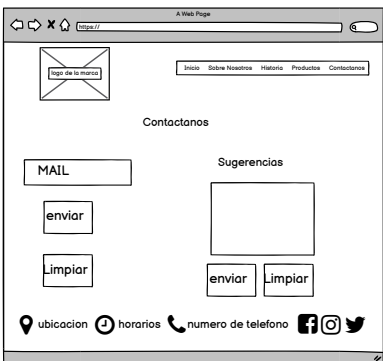 A Web Page
https://
logo de la marca
Inicio Sobre Nosotros Historia Productos Contactanos
Contactanos
MAIL
enviar
Limpiar
Sugerencias
enviar Limpiar
ubicacion horarios numero de telefono